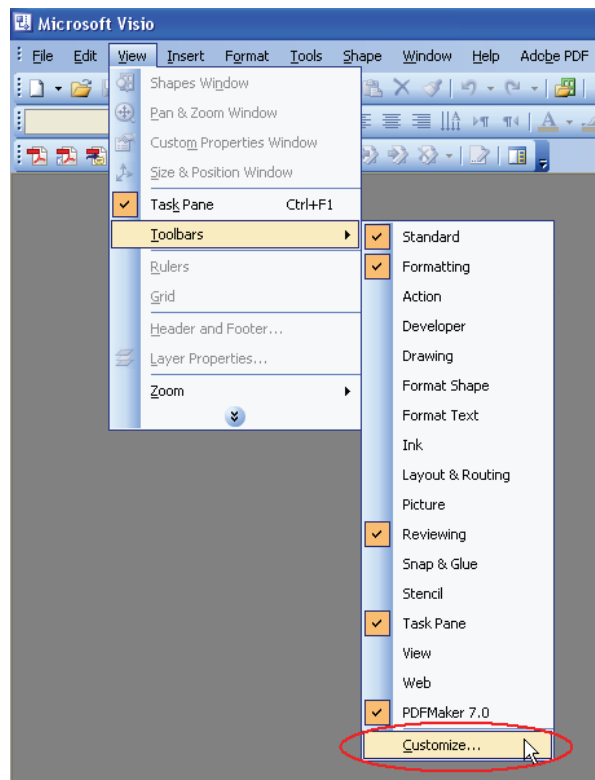 Microsoft Visio
File Edit View Insert Format Tools Shape Window Help Adobe PDF
Shapes Window
Pan & Zoom Window
Custom Properties Window
Size & Position Window
Task Pane Ctrl+F1
Toolbars
Rulers
Grid
Header and Footer...
Layer Properties...
Zoom
Standard
Formatting
Action
Developer
Drawing
Format Shape
Format Text
Ink
Layout & Routing
Picture
Reviewing
Snap & Glue
Stencil
Task Pane
View
Web
PDFMaker 7.0
Customize...